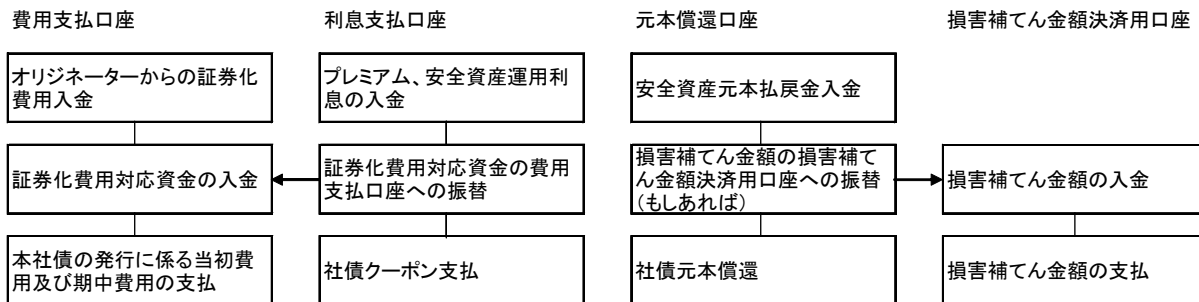 費用支払口座
利息支払口座
元本償還口座
損害補てん金額決済用口座
オリジネーターからの証券化
費用入金
プレミアム、安全資産運用利
息の入金
安全資産元本払戻金入金
証券化費用対応資金の入金
証券化費用対応資金の費用
支払口座への振替
損害補てん金額の損害補て
ん金額決済用口座への振替
(もしあれば)
損害補てん金額の入金
本社債の発行に係る当初費
用及び期中費用の支払
社債クーポン支払
社債元本償還
損害補てん金額の支払